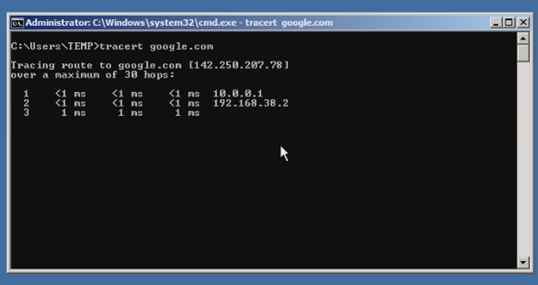 Administrator: C:\Windows\system32\cmd.exe - tracert google.com
C:\Users\TEMP>tracert google.com
Tracing route to google.com [142.250.207.78]
over a maximum of 30 hops:
1 <1 ms <1 ms <1 ms 10.0.0.1
2 <1 ms <1 ms <1 ms 192.168.38.2
3 1 ms 1 ms 1 ms